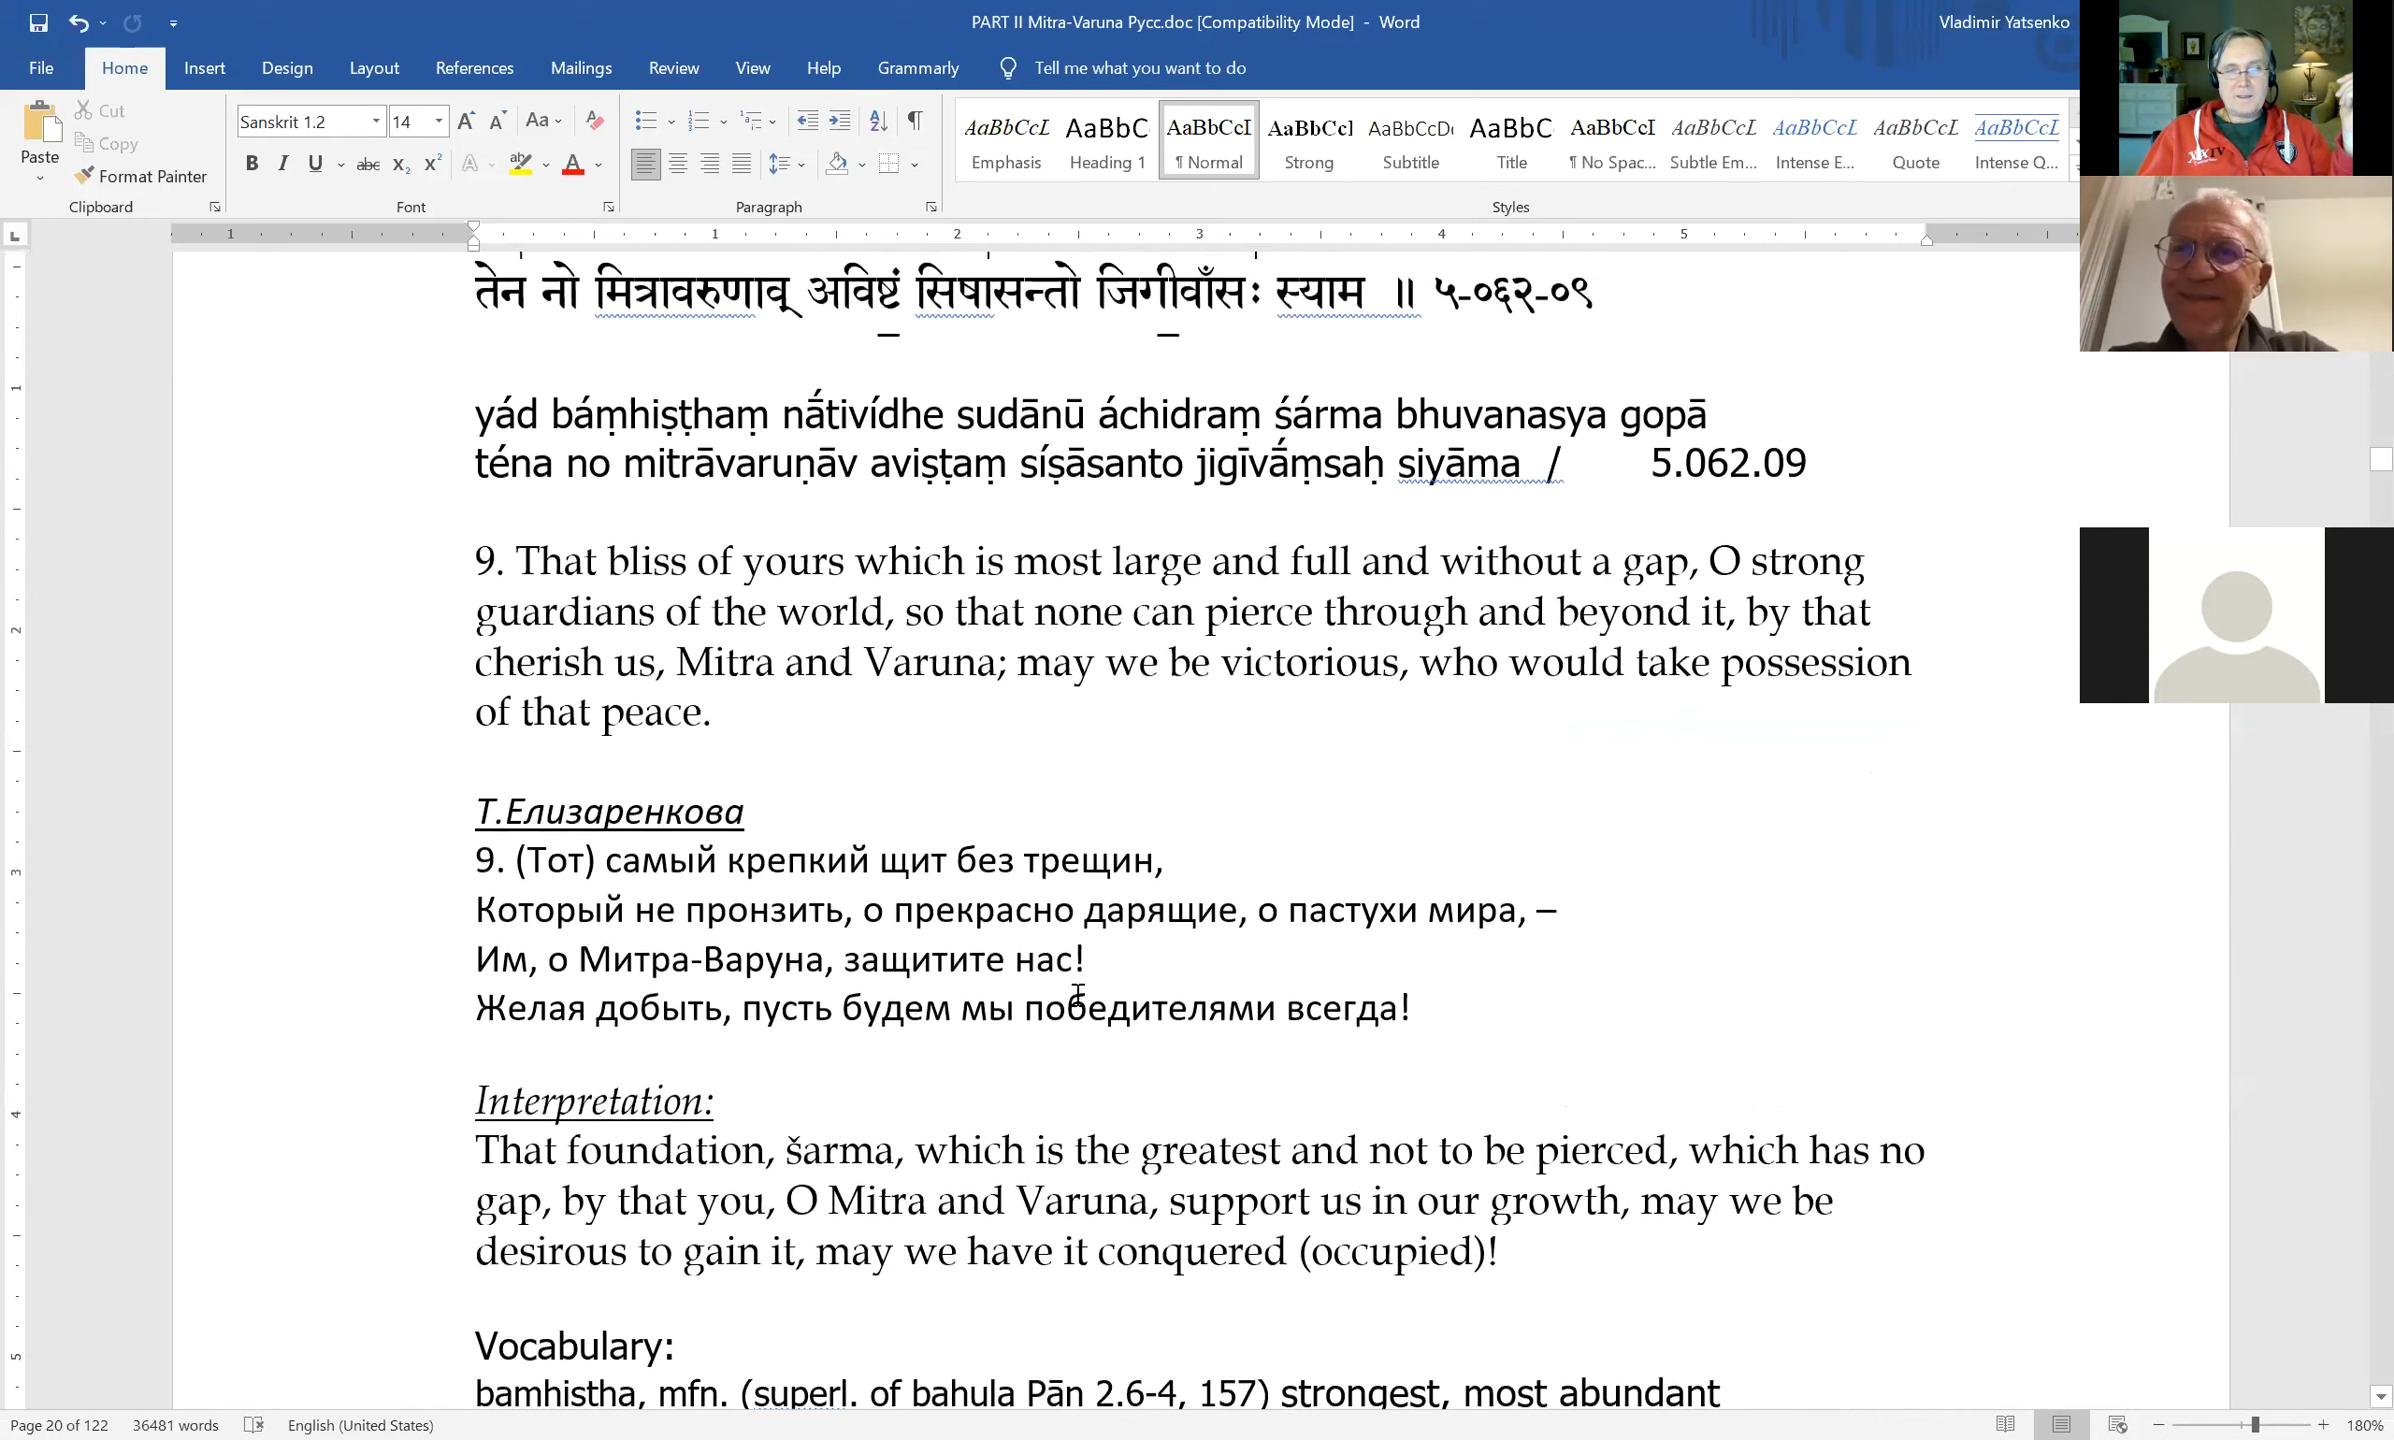 PART II Mitra-Varuna Русс.doc [Compatibility Mode] - Word
Vladimir Yatsenko
File Home Insert Design Layout References Mailings Review View Help Grammarly Tell me what you want to do
Cut
Copy
Paste
Format Painter
Clipboard
Sanskrit 1.2 14
Font
Paragraph
AaBbCcL AaBbC AaBbCcI AaBbCcl AaBbCcD AaBbC AaBbCcI AaBbCcL AaBbCcL AaBbCcL AaBbCcL
Emphasis Heading 1 ¶ Normal Strong Subtitle Title ¶ No Spac... Subtle Em... Intense E... Quote Intense Q...
Styles
तेन नो मित्रावरुणाव् अविष्टं सिषासन्तो जिगीवाँसः स्याम ॥ ५-०६२-०९
yád báṃhiṣṭhaṃ nā́tivídhe sudānū áchidraṃ śárma bhuvanasya gopā
téna no mitrāvaruṇāv aviṣṭaṃ síṣāsanto jigīvā́ṃsaḥ siyāma / 5.062.09
9. That bliss of yours which is most large and full and without a gap, O strong
guardians of the world, so that none can pierce through and beyond it, by that
cherish us, Mitra and Varuna; may we be victorious, who would take possession
of that peace.
Т.Елизаренкова
9. (Тот) самый крепкий щит без трещин,
Который не пронзить, о прекрасно дарящие, о пастухи мира, –
Им, о Митра-Варуна, защитите нас!
Желая добыть, пусть будем мы победителями всегда!
Interpretation:
That foundation, šarma, which is the greatest and not to be pierced, which has no
gap, by that you, O Mitra and Varuna, support us in our growth, may we be
desirous to gain it, may we have it conquered (occupied)!
Vocabulary:
bamhistha, mfn. (superl. of bahula Pān 2.6-4, 157) strongest, most abundant
Page 20 of 122 36481 words English (United States) 180%